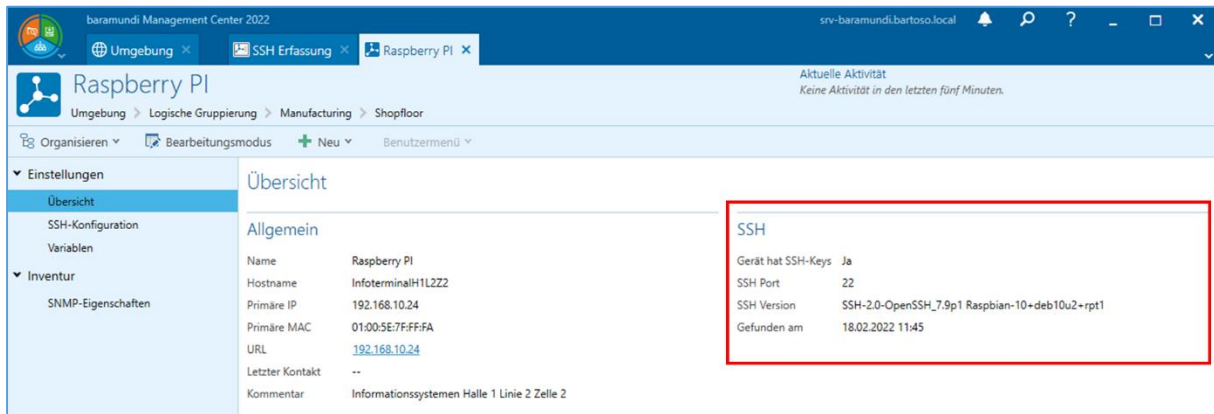 baramundi Management Center 2022
srv-baramundi.bartoso.local
Umgebung
SSH Erfassung
Raspberry PI
Raspberry PI
Aktuelle Aktivität
Keine Aktivität in den letzten fünf Minuten.
Umgebung > Logische Gruppierung > Manufacturing > Shopfloor
Organisieren
Bearbeitungsmodus
Neu
Benutzermenü
Einstellungen
Übersicht
SSH-Konfiguration
Variablen
Inventur
SNMP-Eigenschaften
Übersicht
Allgemein
Name Raspberry PI
Hostname InfoterminalH1L2Z2
Primäre IP 192.168.10.24
Primäre MAC 01:00:5E:7F:FF:FA
URL 192.168.10.24
Letzter Kontakt --
Kommentar Informationssystemen Halle 1 Linie 2 Zelle 2
SSH
Gerät hat SSH-Keys Ja
SSH Port 22
SSH Version SSH-2.0-OpenSSH_7.9p1 Raspbian-10+deb10u2+rpt1
Gefunden am 18.02.2022 11:45